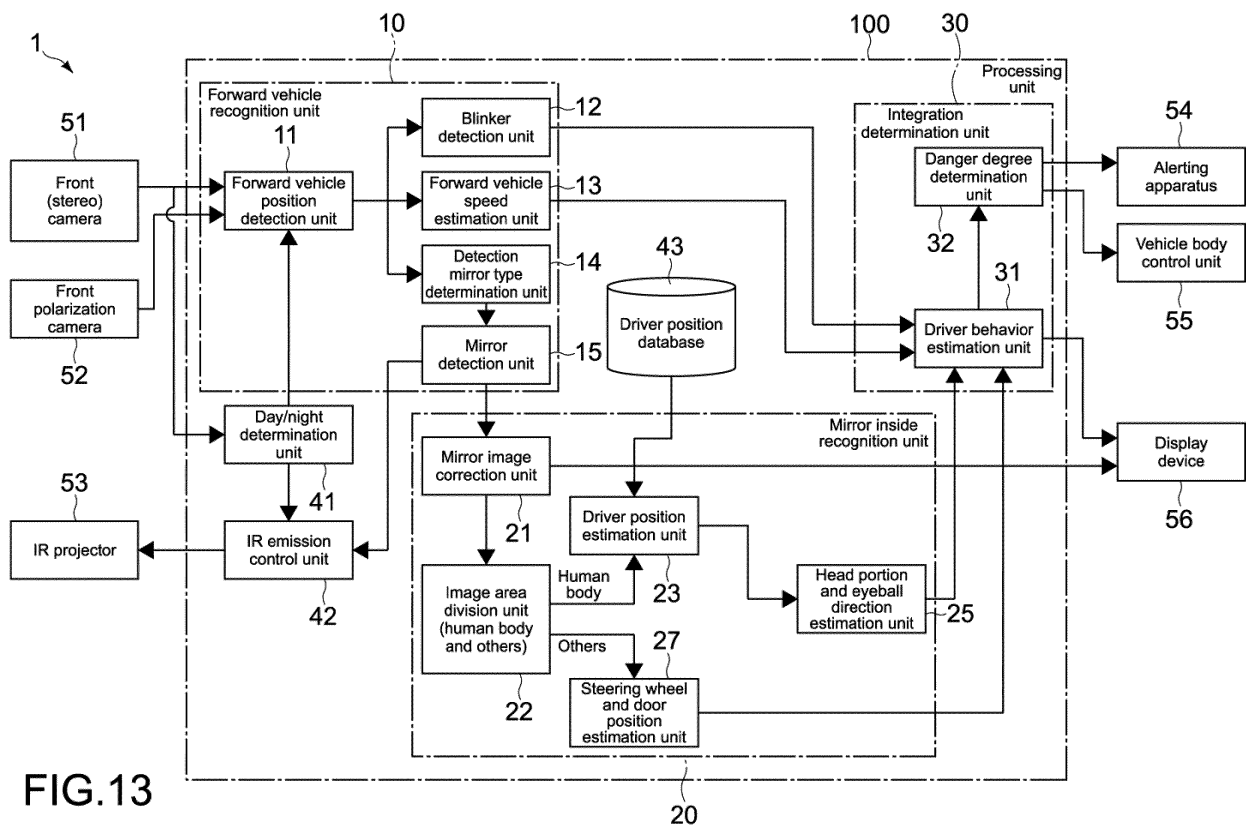 1
10
100
30
Processing
unit
Forward vehicle
recognition unit
12
Integration
determination unit
51
11
Blinker
detection unit
54
Front
(stereo)
camera
Forward vehicle
position
detection unit
13
Forward vehicle
speed
estimation unit
Danger degree
determination
unit
32
Alerting
apparatus
14
Detection
mirror type
determination unit
43
Vehicle body
control unit
55
Front
polarization
camera
52
31
Driver position
database
Driver behavior
estimation unit
15
Mirror
detection unit
Day/night
determination
unit
41
Mirror inside
recognition unit
Mirror image
correction unit
21
Display
device
56
53
IR projector
IR emission
control unit
42
Driver position
estimation unit
23
Human
body
Image area
division unit
(human body
and others)
22
Head portion
and eyeball
direction
estimation unit
25
Others
27
Steering wheel
and door
position
estimation unit
20
FIG.13